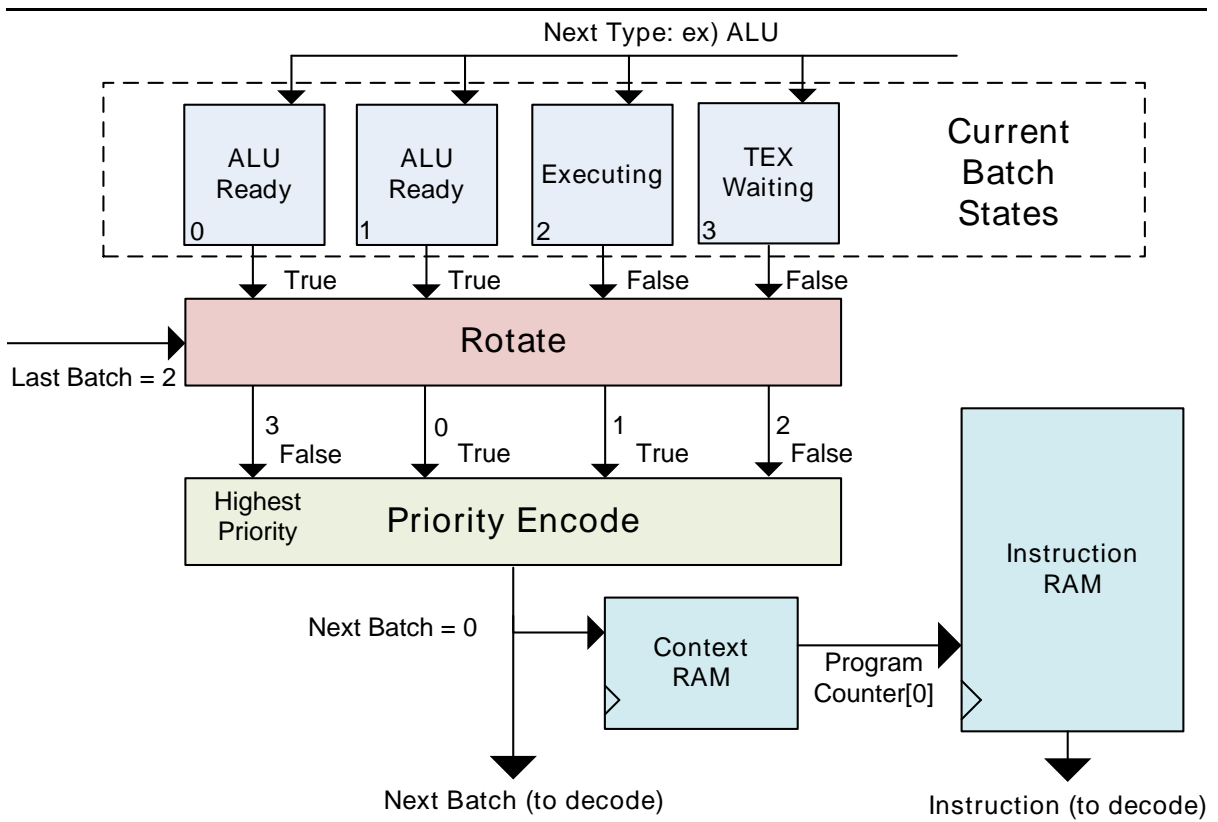 Next Type: ex) ALU
ALU
Ready
0
ALU
Ready
1
Executing
2
TEX
Waiting
3
Current
Batch
States
True
True
False
False
Rotate
Last Batch = 2
3
False
0
True
1
True
2
False
Highest
Priority
Priority Encode
Instruction
RAM
Next Batch = 0
Context
RAM
Program
Counter[0]
Next Batch (to decode)
Instruction (to decode)